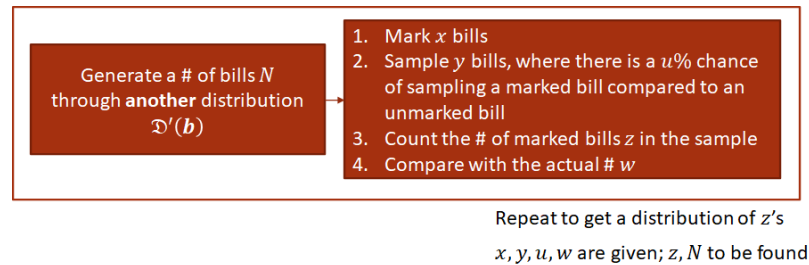 Generate a # of bills N
through another distribution
𝔇′(b)
1. Mark x bills
2. Sample y bills, where there is a u% chance
of sampling a marked bill compared to an
unmarked bill
3. Count the # of marked bills z in the sample
4. Compare with the actual # w
Repeat to get a distribution of z's
x, y, u, w are given; z, N to be found